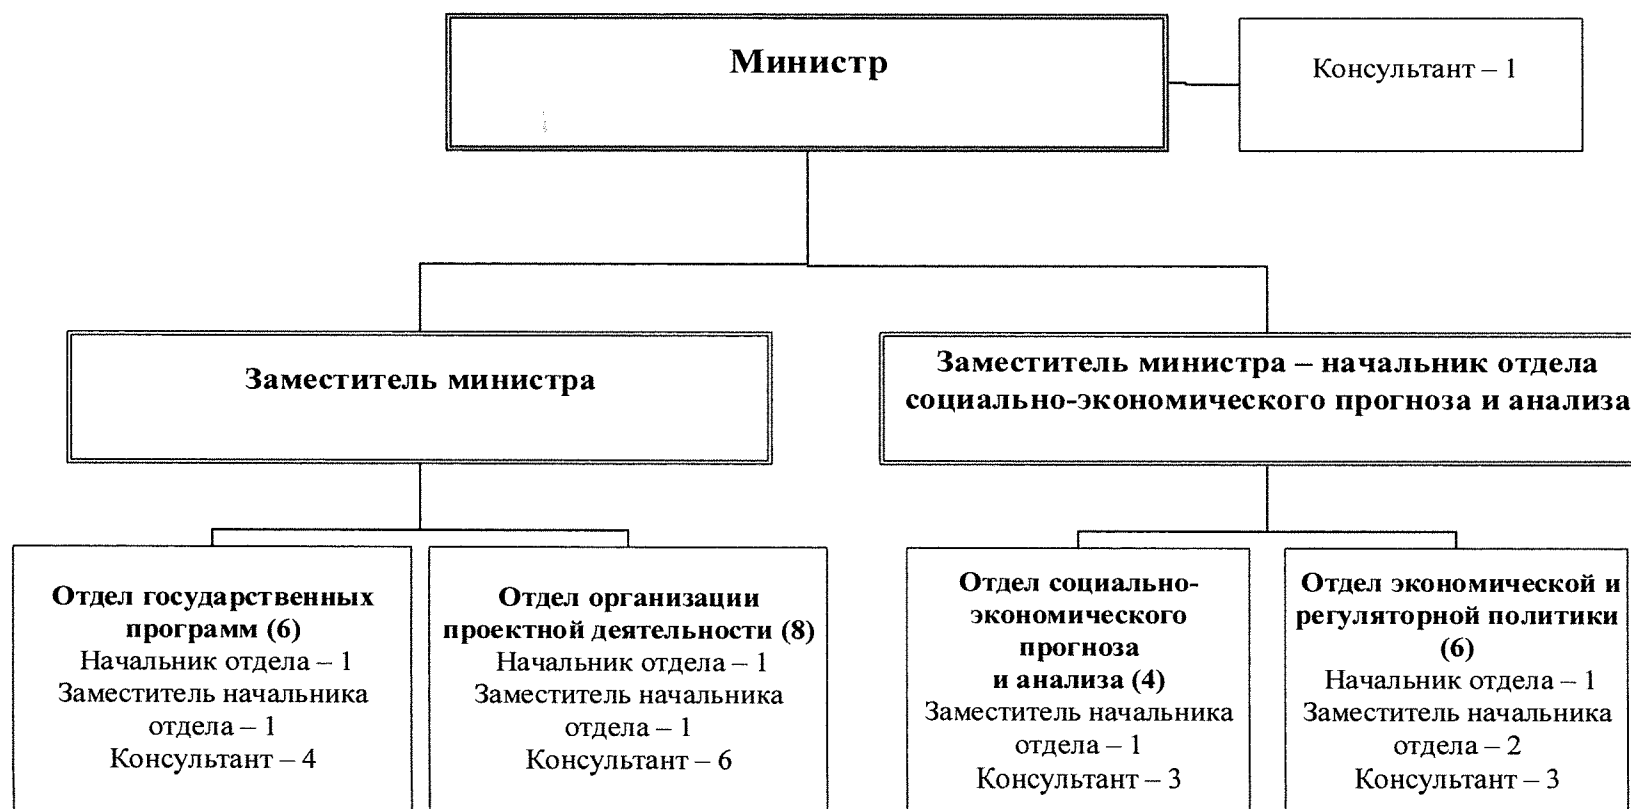 Министр
Консультант – 1
Заместитель министра
Заместитель министра – начальник отдела
социально-экономического прогноза и анализа
Отдел государственных
программ (6)
Начальник отдела – 1
Заместитель начальника
отдела – 1
Консультант – 4
Отдел организации
проектной деятельности (8)
Начальник отдела – 1
Заместитель начальника
отдела – 1
Консультант – 6
Отдел социально-
экономического
прогноза
и анализа (4)
Заместитель начальника
отдела – 1
Консультант – 3
Отдел экономической и
регуляторной политики
(6)
Начальник отдела – 1
Заместитель начальника
отдела – 2
Консультант – 3